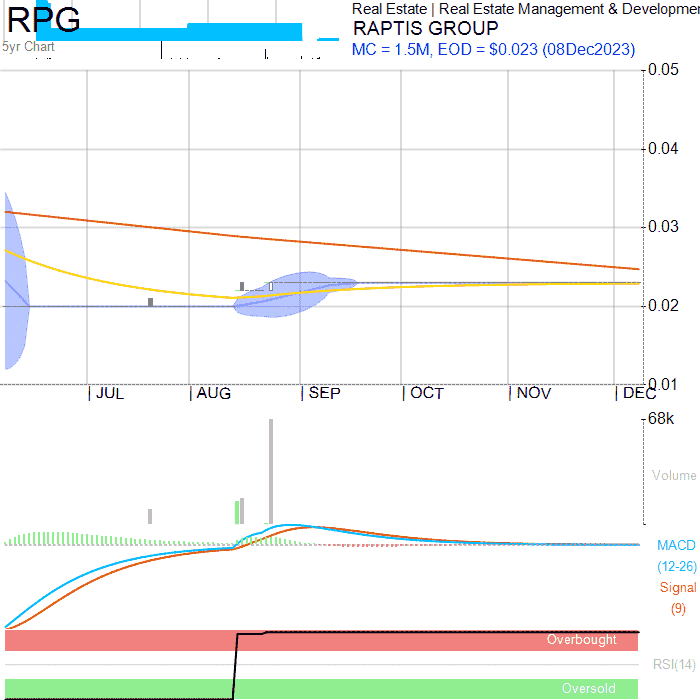 RPG
Real Estate | Real Estate Management & Developmen
RAPTIS GROUP
5yr Chart
MC = 1.5M, EOD = $0.023 (08Dec2023)
0.05
0.04
0.03
0.02
0.01
JUL AUG SEP OCT NOV DEC
68k
Volume
MACD
(12-26)
Signal
(9)
Overbought
RSI(14)
Oversold